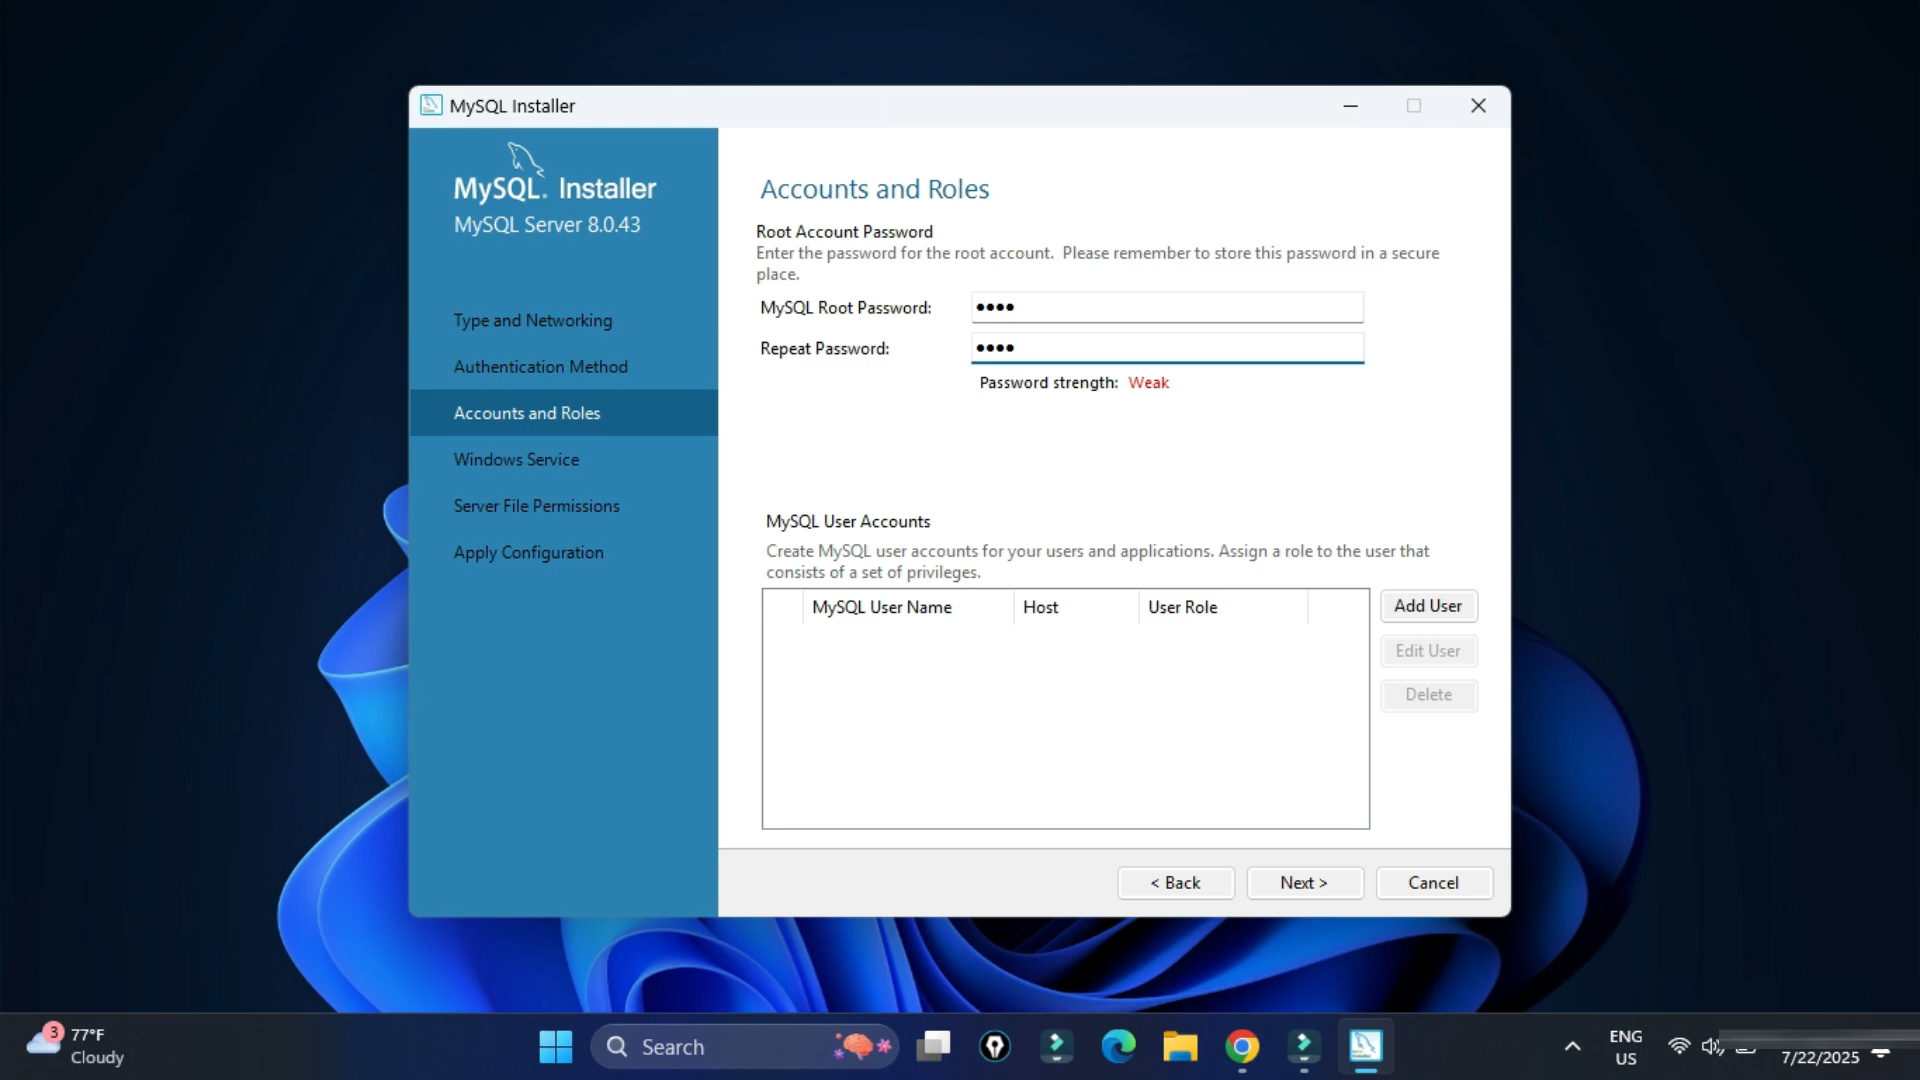 MySQL Installer
MySQL. Installer
MySQL Server 8.0.43
Type and Networking
Authentication Method
Accounts and Roles
Windows Service
Server File Permissions
Apply Configuration
Accounts and Roles
Root Account Password
Enter the password for the root account.  Please remember to store this password in a secure
place.
MySQL Root Password: ●●●●
Repeat Password: ●●●●
Password strength: Weak
MySQL User Accounts
Create MySQL user accounts for your users and applications. Assign a role to the user that
consists of a set of privileges.
MySQL User Name Host User Role
Add User
Edit User
Delete
< Back Next > Cancel
3
77°F
Cloudy
Search
ENG
US
7/22/2025